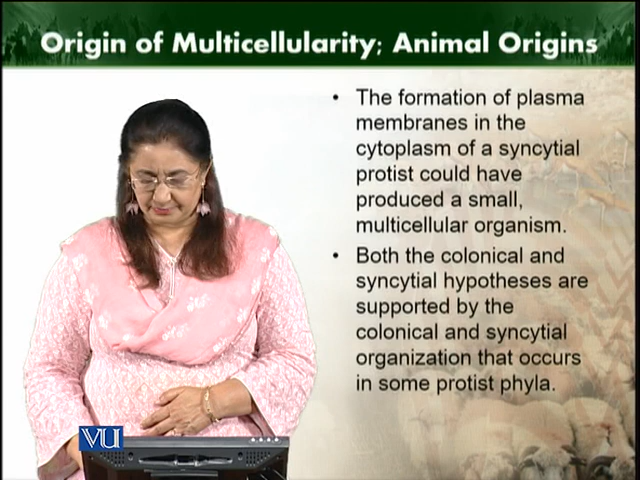 Origin of Multicellularity; Animal Origins
• The formation of plasma
membranes in the
cytoplasm of a syncytial
protist could have
produced a small,
multicellular organism.
• Both the colonial and
syncytial hypotheses are
supported by the
colonial and syncytial
organization that occurs
in some protist phyla.
VU